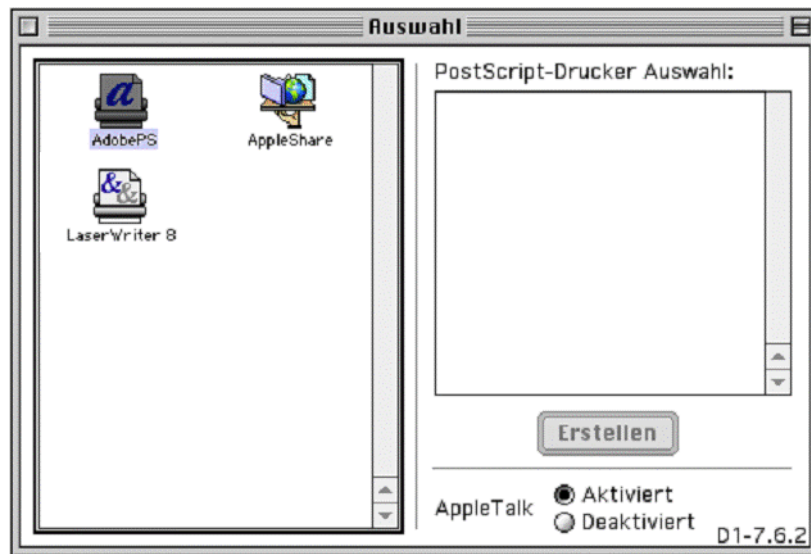 Auswahl
AdobePS
AppleShare
LaserWriter 8
PostScript-Drucker Auswahl:
Erstellen
AppleTalk
Aktiviert
Deaktiviert
D1-7.6.2